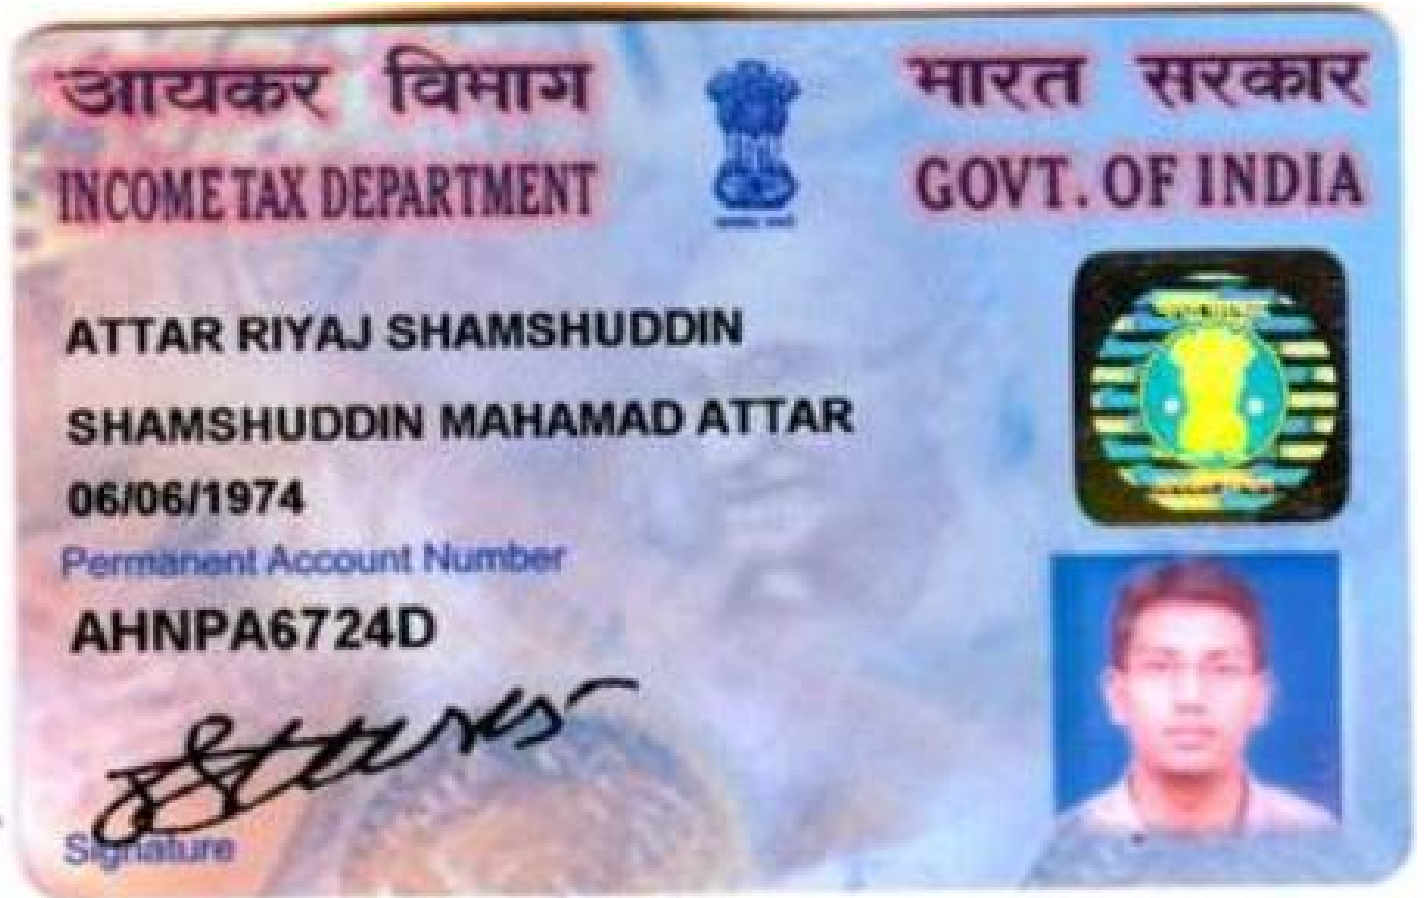 आयकर विभाग
INCOME TAX DEPARTMENT
भारत सरकार
GOVT. OF INDIA
ATTAR RIYAJ SHAMSHUDDIN
SHAMSHUDDIN MAHAMAD ATTAR
06/06/1974
Permanent Account Number
AHNPA6724D
Signature